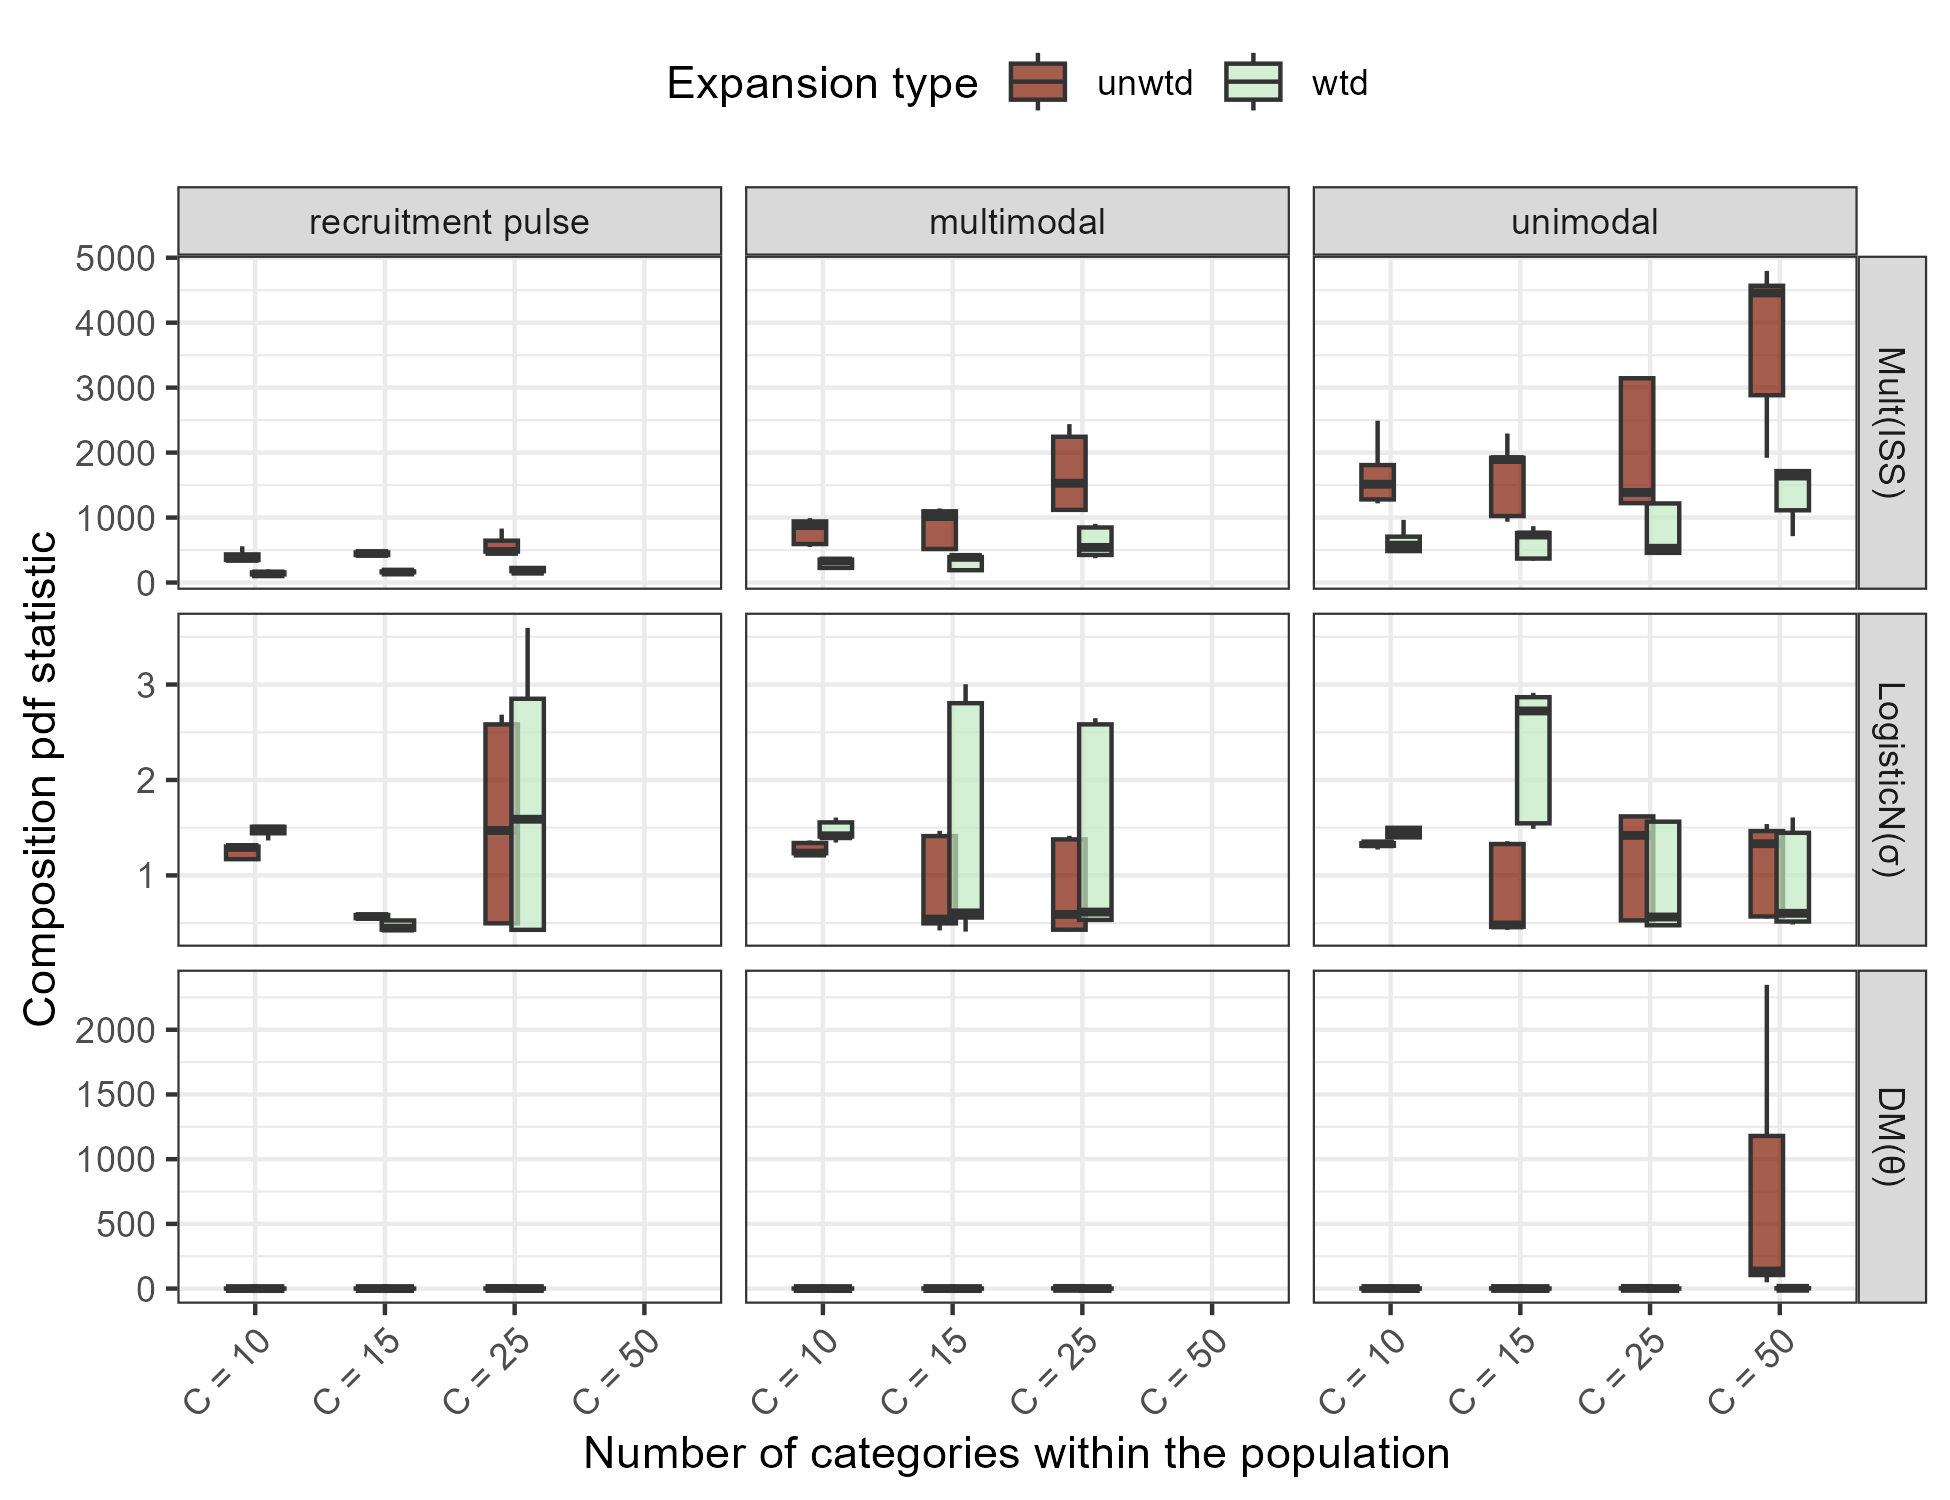 Expansion type unwtd wtd
recruitment pulse multimodal unimodal
5000
4000
3000
2000
1000
0
Mult(ISS)
3
2
1
LogisticN(σ)
2000
1500
1000
500
0
DM(θ)
Composition pdf statistic
C = 10 C = 15 C = 25 C = 50 C = 10 C = 15 C = 25 C = 50 C = 10 C = 15 C = 25 C = 50
Number of categories within the population